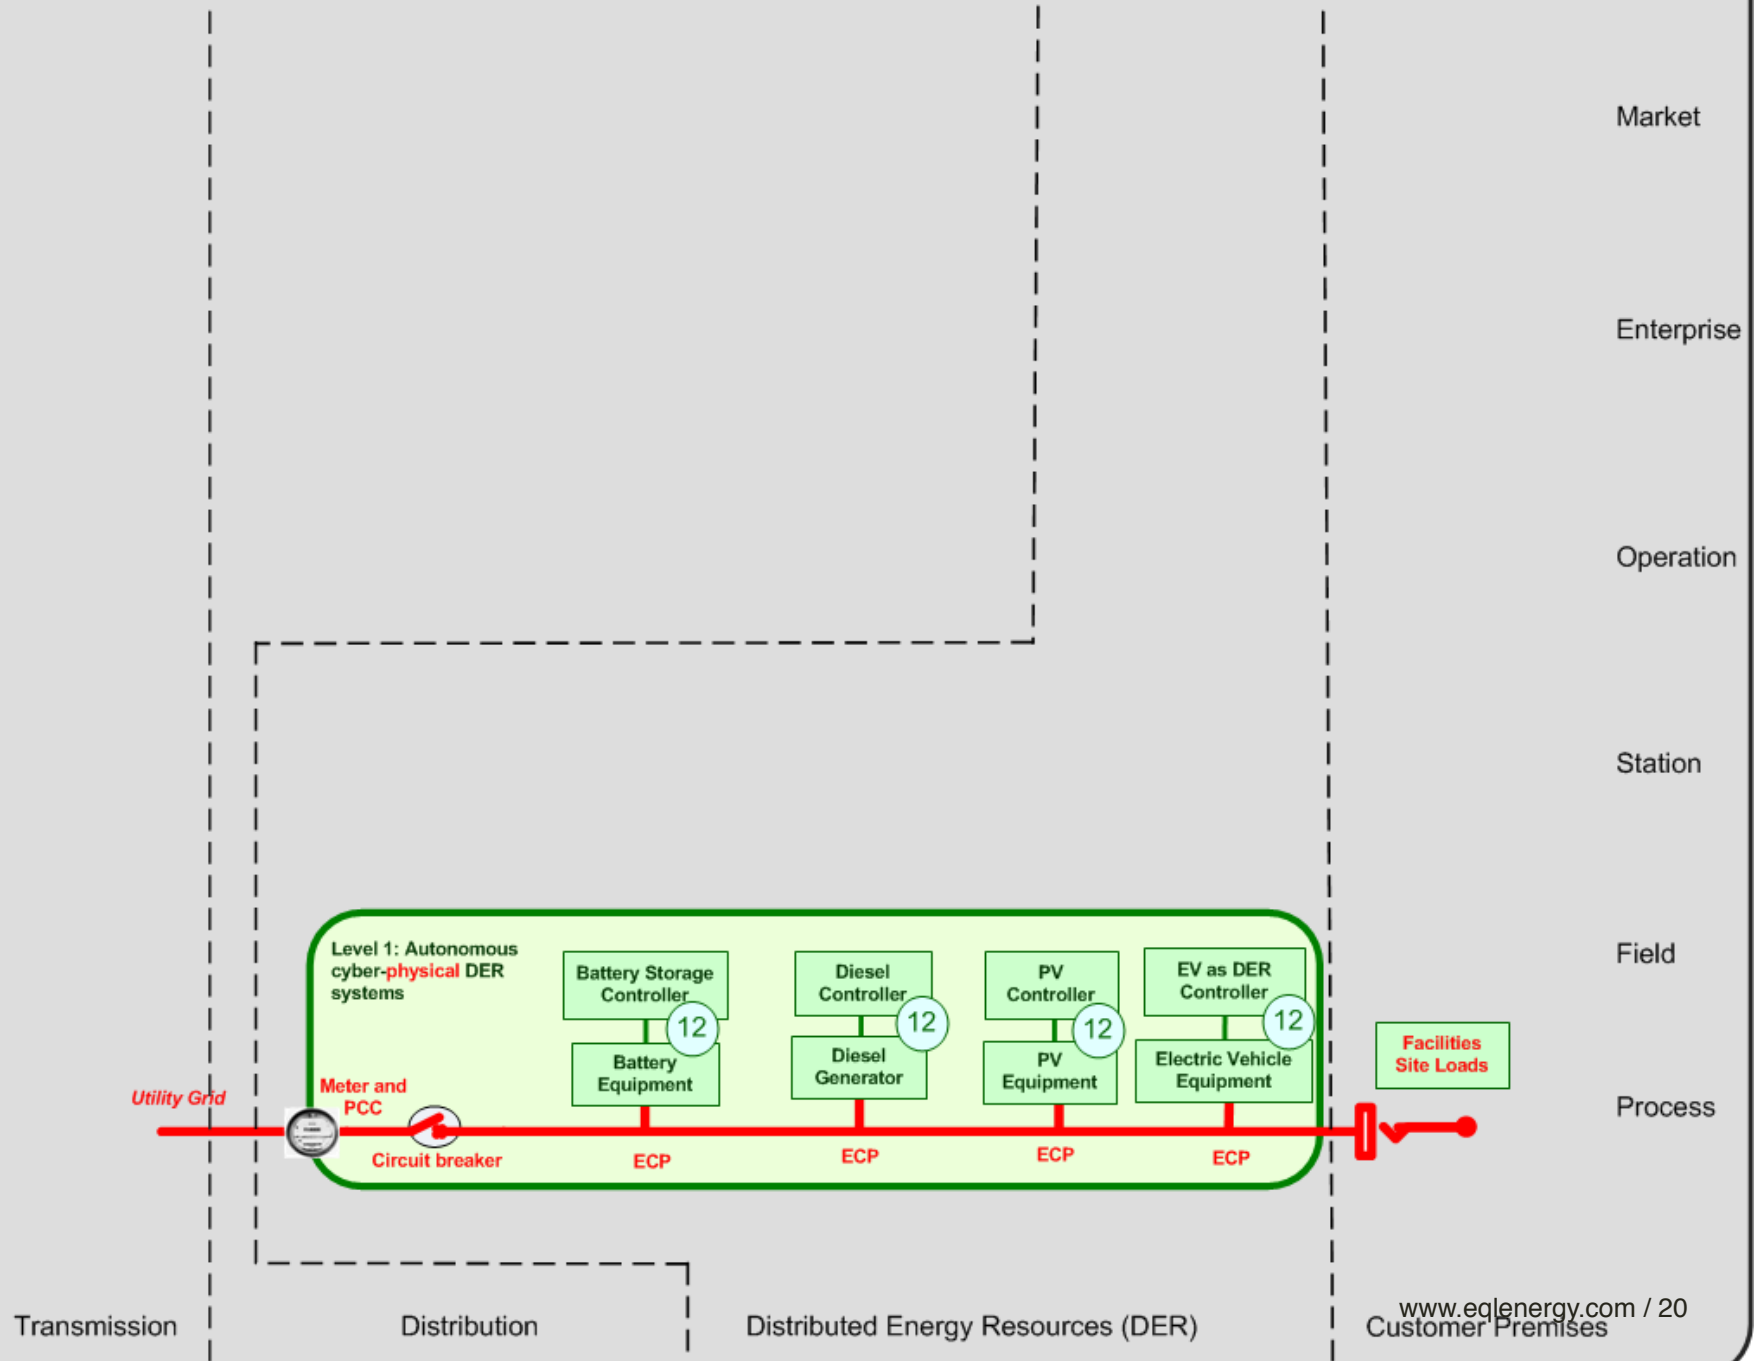 Market
Enterprise
Operation
Station
Field
Process
Level 1: Autonomous
cyber-physical DER
systems
Battery Storage
Controller
12
Battery
Equipment
Diesel
Controller
12
Diesel
Generator
PV
Controller
12
PV
Equipment
EV as DER
Controller
12
Electric Vehicle
Equipment
Facilities
Site Loads
Utility Grid
Meter and
PCC
Circuit breaker
ECP
ECP
ECP
ECP
www.eqlenergy.com / 20
Transmission
Distribution
Distributed Energy Resources (DER)
Customer Premises